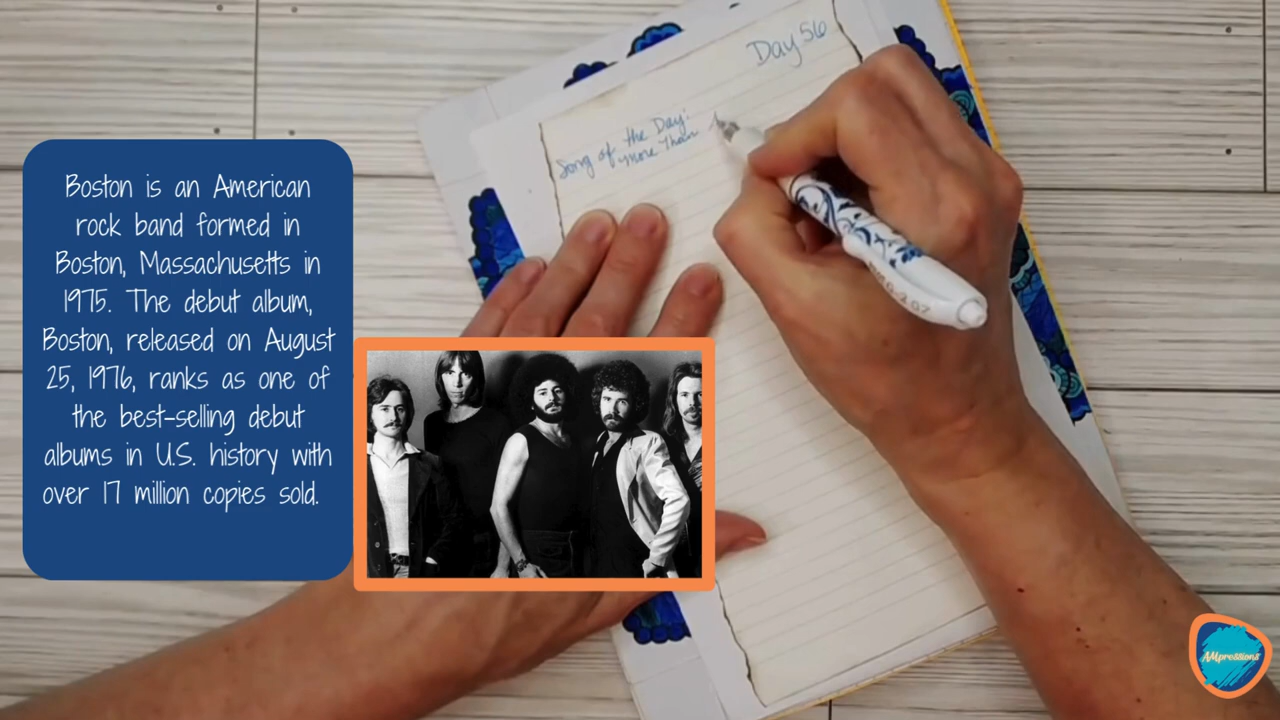 Day 56
Song of the Day:
More Than
Boston is an American
rock band formed in
Boston, Massachusetts in
1975. The debut album,
Boston, released on August
25, 1976, ranks as one of
the best-selling debut
albums in U.S. history with
over 17 million copies sold.
AMpressions